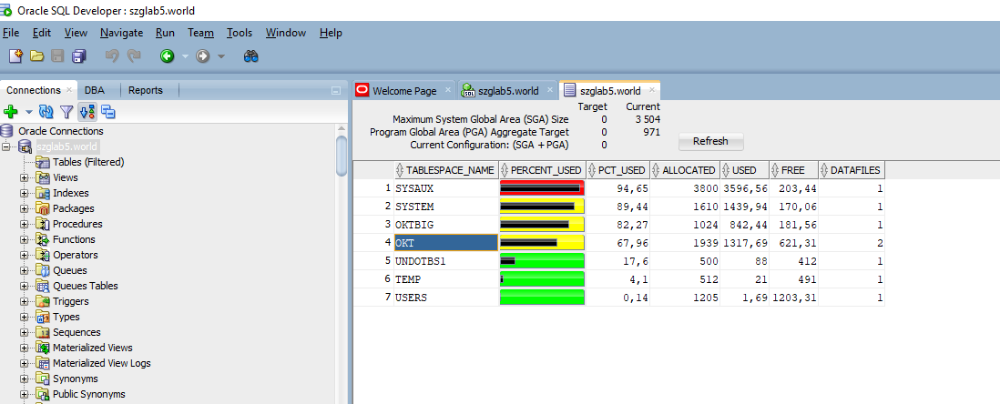 Oracle SQL Developer : szglab5.world
File Edit View Navigate Run Team Tools Window Help
Connections DBA Reports
Oracle Connections
szglab5.world
Tables (Filtered)
Views
Indexes
Packages
Procedures
Functions
Operators
Queues
Queues Tables
Triggers
Types
Sequences
Materialized Views
Materialized View Logs
Synonyms
Public Synonyms
Welcome Page szglab5.world szglab5.world
Target Current
Maximum System Global Area (SGA) Size 0 3 504
Program Global Area (PGA) Aggregate Target 0 971
Current Configuration: (SGA + PGA) 0
Refresh
TABLESPACE_NAME PERCENT_USED PCT_USED ALLOCATED USED FREE DATAFILES
1 SYSAUX 94,65 3800 3596,56 203,44 1
2 SYSTEM 89,44 1610 1439,94 170,06 1
3 OKTBIG 82,27 1024 842,44 181,56 1
4 OKT 67,96 1939 1317,69 621,31 2
5 UNDOTBS1 17,6 500 88 412 1
6 TEMP 4,1 512 21 491 1
7 USERS 0,14 1205 1,69 1203,31 1